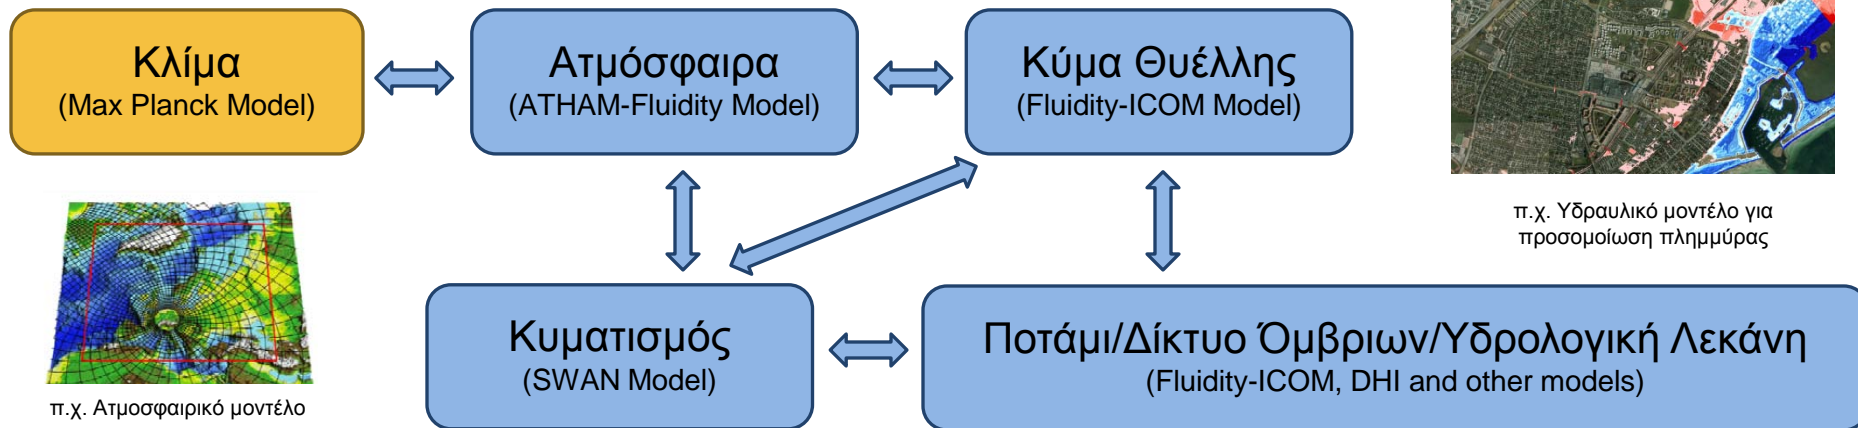 Κλίμα
(Max Planck Model)
Ατμόσφαιρα
(ATHAM-Fluidity Model)
Κύμα Θυέλλης
(Fluidity-ICOM Model)
π.χ. Υδραυλικό μοντέλο για
προσομοίωση πλημμύρας
Κυματισμός
(SWAN Model)
Ποτάμι/Δίκτυο Όμβριων/Υδρολογική Λεκάνη
(Fluidity-ICOM, DHI and other models)
π.χ. Ατμοσφαιρικό μοντέλο